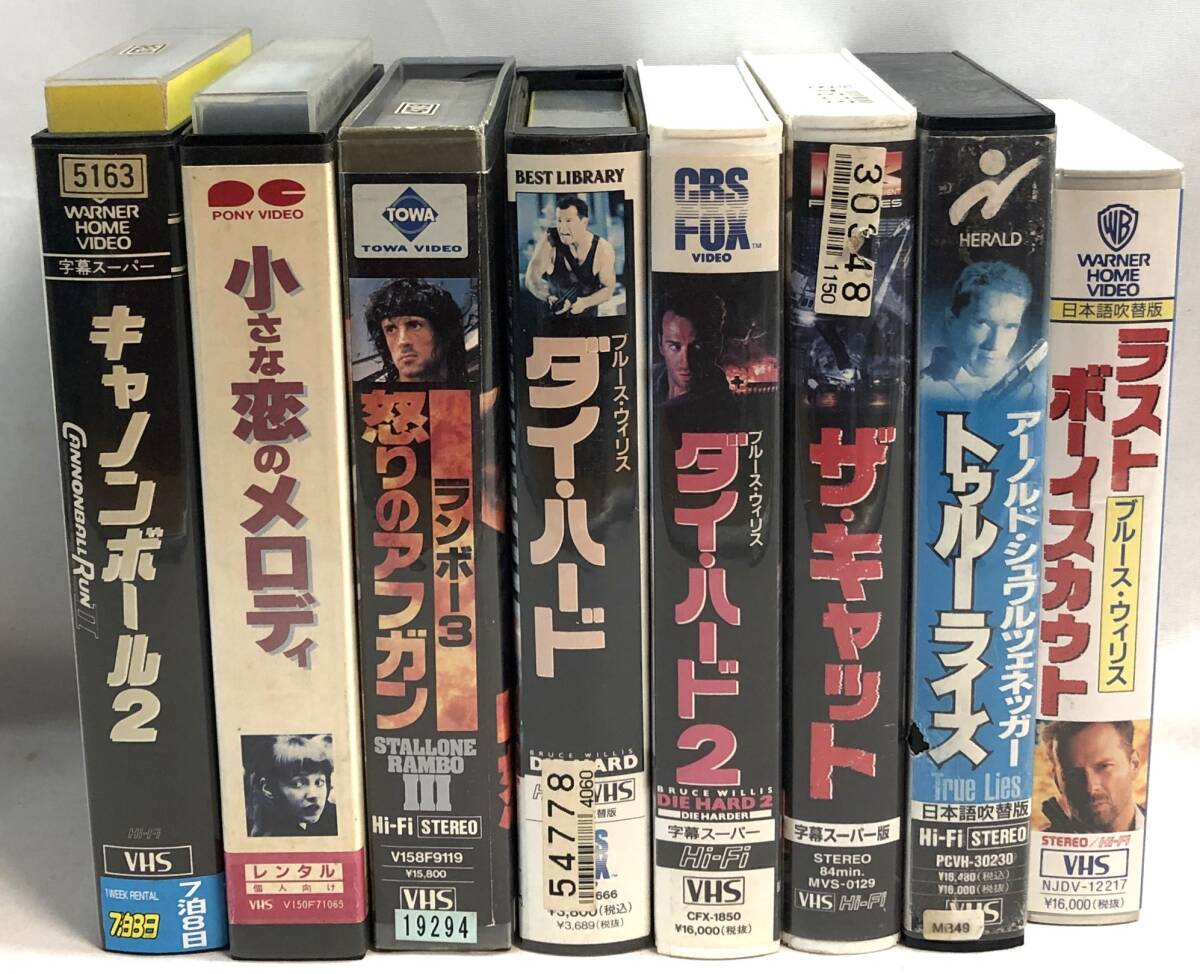 5163
WARNER
HOME
VIDEO
字幕スーパー
キャノンボール2
CANNONBALL RUN II
Hi-Fi
VHS
1 WEEK RENTAL
7泊8日
7泊8日
PONY VIDEO
小さな恋のメロディ
レンタル
個人向け
VHS V150F71065
TOWA
TOWA VIDEO
ランボー3
怒りのアフガン
STALLONE
RAMBO
III
Hi-Fi STEREO
V158F9119
¥15,800
VHS
19294
BEST LIBRARY
ブルース・ウィリス
ダイ・ハード
BRUCE WILLIS
54778
4060
VHS
¥3,689(税抜)
CBS
FOX
VIDEO
TM
ブルース・ウィリス
ダイ・ハード2
BRUCE WILLIS
DIE HARD 2
DIE HARDER
字幕スーパー
Hi-Fi
VHS
CFX-1850
¥16,000(税抜)
1150
ザ・キャット
字幕スーパー版
STEREO
84min.
MVS-0129
VHS Hi-Fi
HERALD
アーノルド・シュワルツェネッガー
トゥルーライズ
True Lies
日本語吹替版
Hi-Fi STEREO
PCVH-30230
¥16,480(税込)
¥16,000(税抜)
VHS
WB
WARNER
HOME
VIDEO
日本語吹替版
ラスト
ボーイスカウト
ブルース・ウィリス
STEREO/Hi-Fi
VHS
NJDV-12217
¥16,000(税抜)